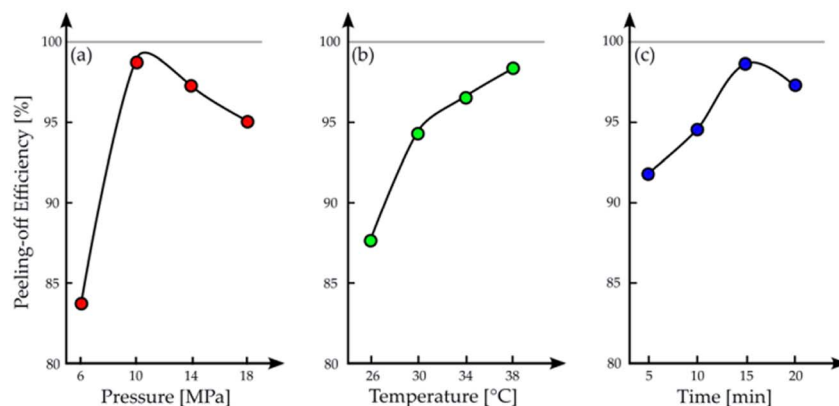 100 (a)
95
90
85
80
6 10 14 18
Pressure [MPa]
Peeling-off Efficiency [%]
100 (b)
95
90
85
80
26 30 34 38
Temperature [°C]
100 (c)
95
90
85
80
5 10 15 20
Time [min]